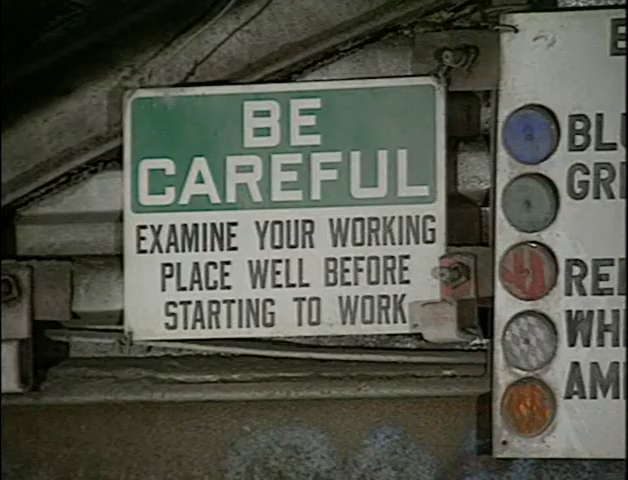 BE
CAREFUL
EXAMINE YOUR WORKING
PLACE WELL BEFORE
STARTING TO WORK